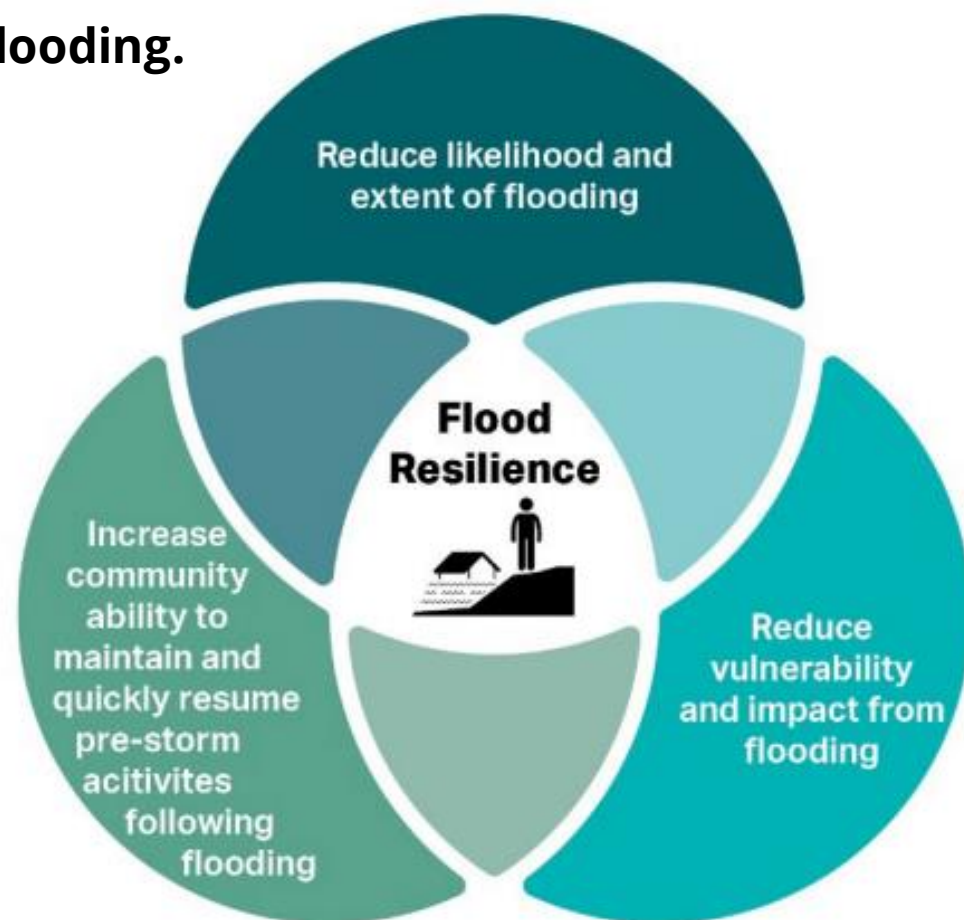 looding.
Reduce likelihood and
extent of flooding
Flood
Resilience
Increase
community
ability to
maintain and
quickly resume
pre-storm
acitivites
following
flooding
Reduce
vulnerability
and impact from
flooding